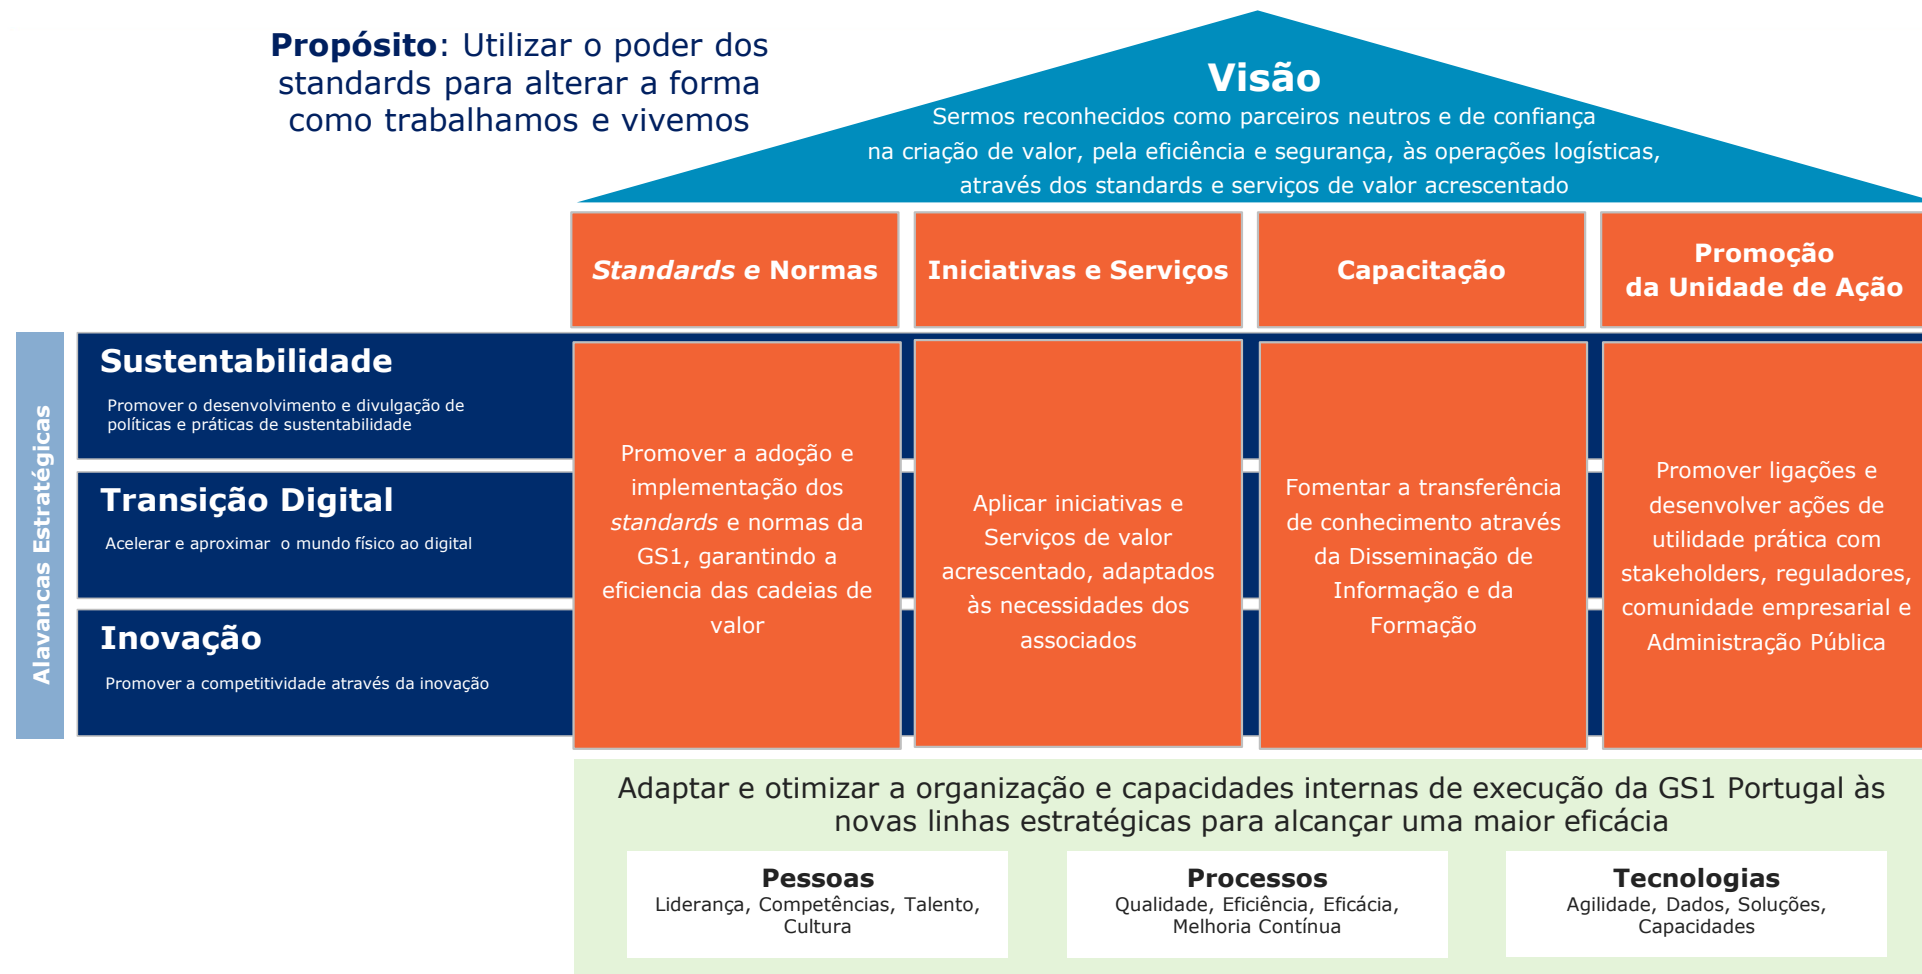 Propósito: Utilizar o poder dos
standards para alterar a forma
como trabalhamos e vivemos
Visão
Sermos reconhecidos como parceiros neutros e de confiança
na criação de valor, pela eficiência e segurança, às operações logísticas,
através dos standards e serviços de valor acrescentado
Standards e Normas
Iniciativas e Serviços
Capacitação
Promoção
da Unidade de Ação
Alavancas Estratégicas
Sustentabilidade
Promover o desenvolvimento e divulgação de
políticas e práticas de sustentabilidade
Transição Digital
Acelerar e aproximar o mundo físico ao digital
Inovação
Promover a competitividade através da inovação
Promover a adoção e
implementação dos
standards e normas da
GS1, garantindo a
eficiencia das cadeias de
valor
Aplicar iniciativas e
Serviços de valor
acrescentado, adaptados
às necessidades dos
associados
Fomentar a transferência
de conhecimento através
da Disseminação de
Informação e da
Formação
Promover ligações e
desenvolver ações de
utilidade prática com
stakeholders, reguladores,
comunidade empresarial e
Administração Pública
Adaptar e otimizar a organização e capacidades internas de execução da GS1 Portugal às
novas linhas estratégicas para alcançar uma maior eficácia
Pessoas
Liderança, Competências, Talento,
Cultura
Processos
Qualidade, Eficiência, Eficácia,
Melhoria Contínua
Tecnologias
Agilidade, Dados, Soluções,
Capacidades